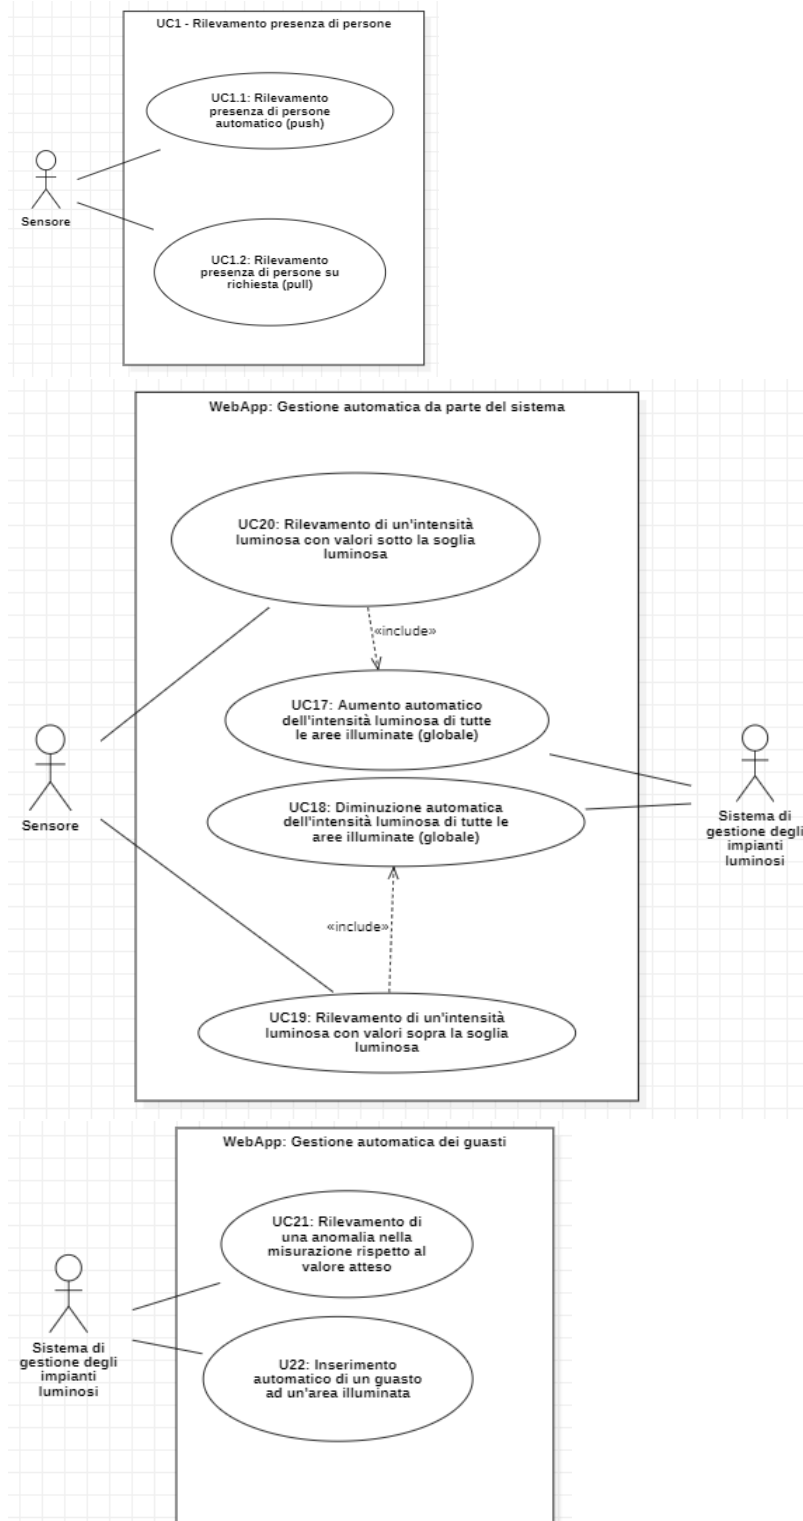 UC1 - Rilevamento presenza di persone
UC1.1: Rilevamento
presenza di persone
automatico (push)
Sensore
UC1.2: Rilevamento
presenza di persone su
richiesta (pull)
WebApp: Gestione automatica da parte del sistema
UC20: Rilevamento di un'intensità
luminosa con valori sotto la soglia
luminosa
«include»
UC17: Aumento automatico
dell'intensità luminosa di tutte
le aree illuminate (globale)
UC18: Diminuzione automatica
dell'intensità luminosa di tutte le
aree illuminate (globale)
Sensore
Sistema di
gestione degli
impianti
luminosi
«include»
UC19: Rilevamento di un'intensità
luminosa con valori sopra la soglia
luminosa
WebApp: Gestione automatica dei guasti
UC21: Rilevamento di
una anomalia nella
misurazione rispetto al
valore atteso
Sistema di
gestione degli
impianti
luminosi
U22: Inserimento
automatico di un guasto
ad un'area illuminata